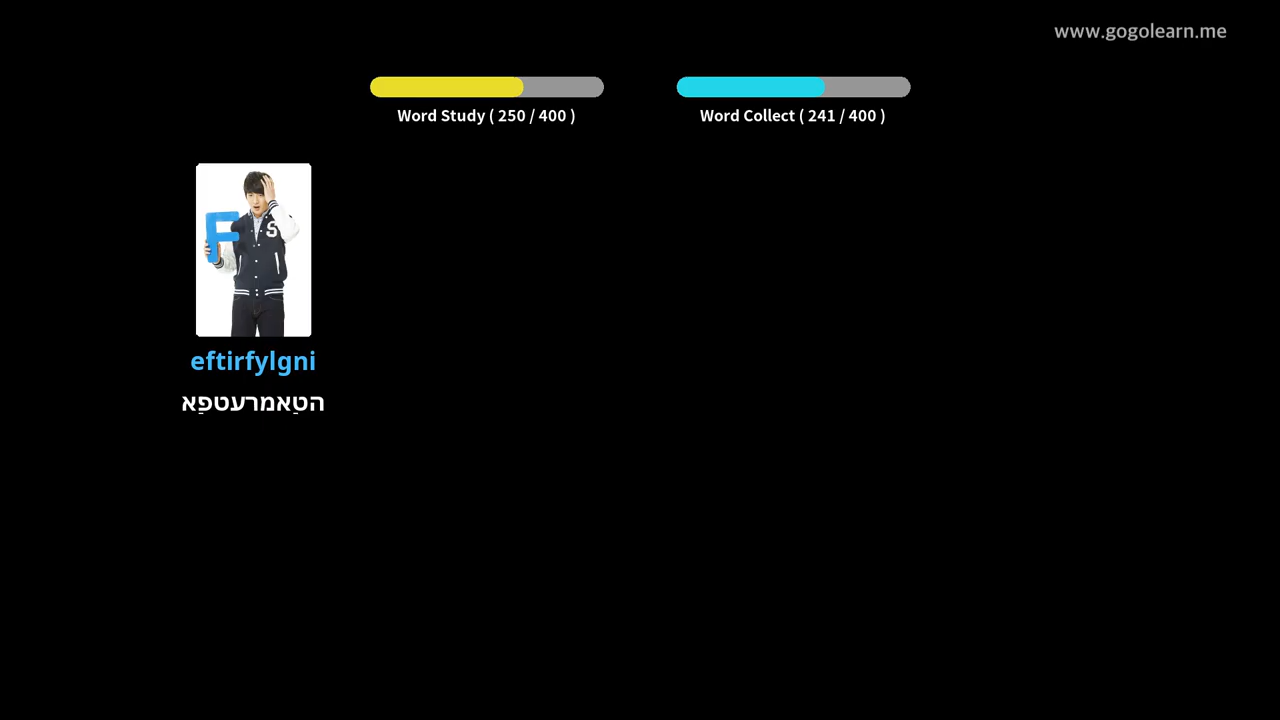 www.gogolearn.me
Word Study ( 250 / 400 )
Word Collect ( 241 / 400 )
F
S
eftirfylgni
הטַאמרעטפַא